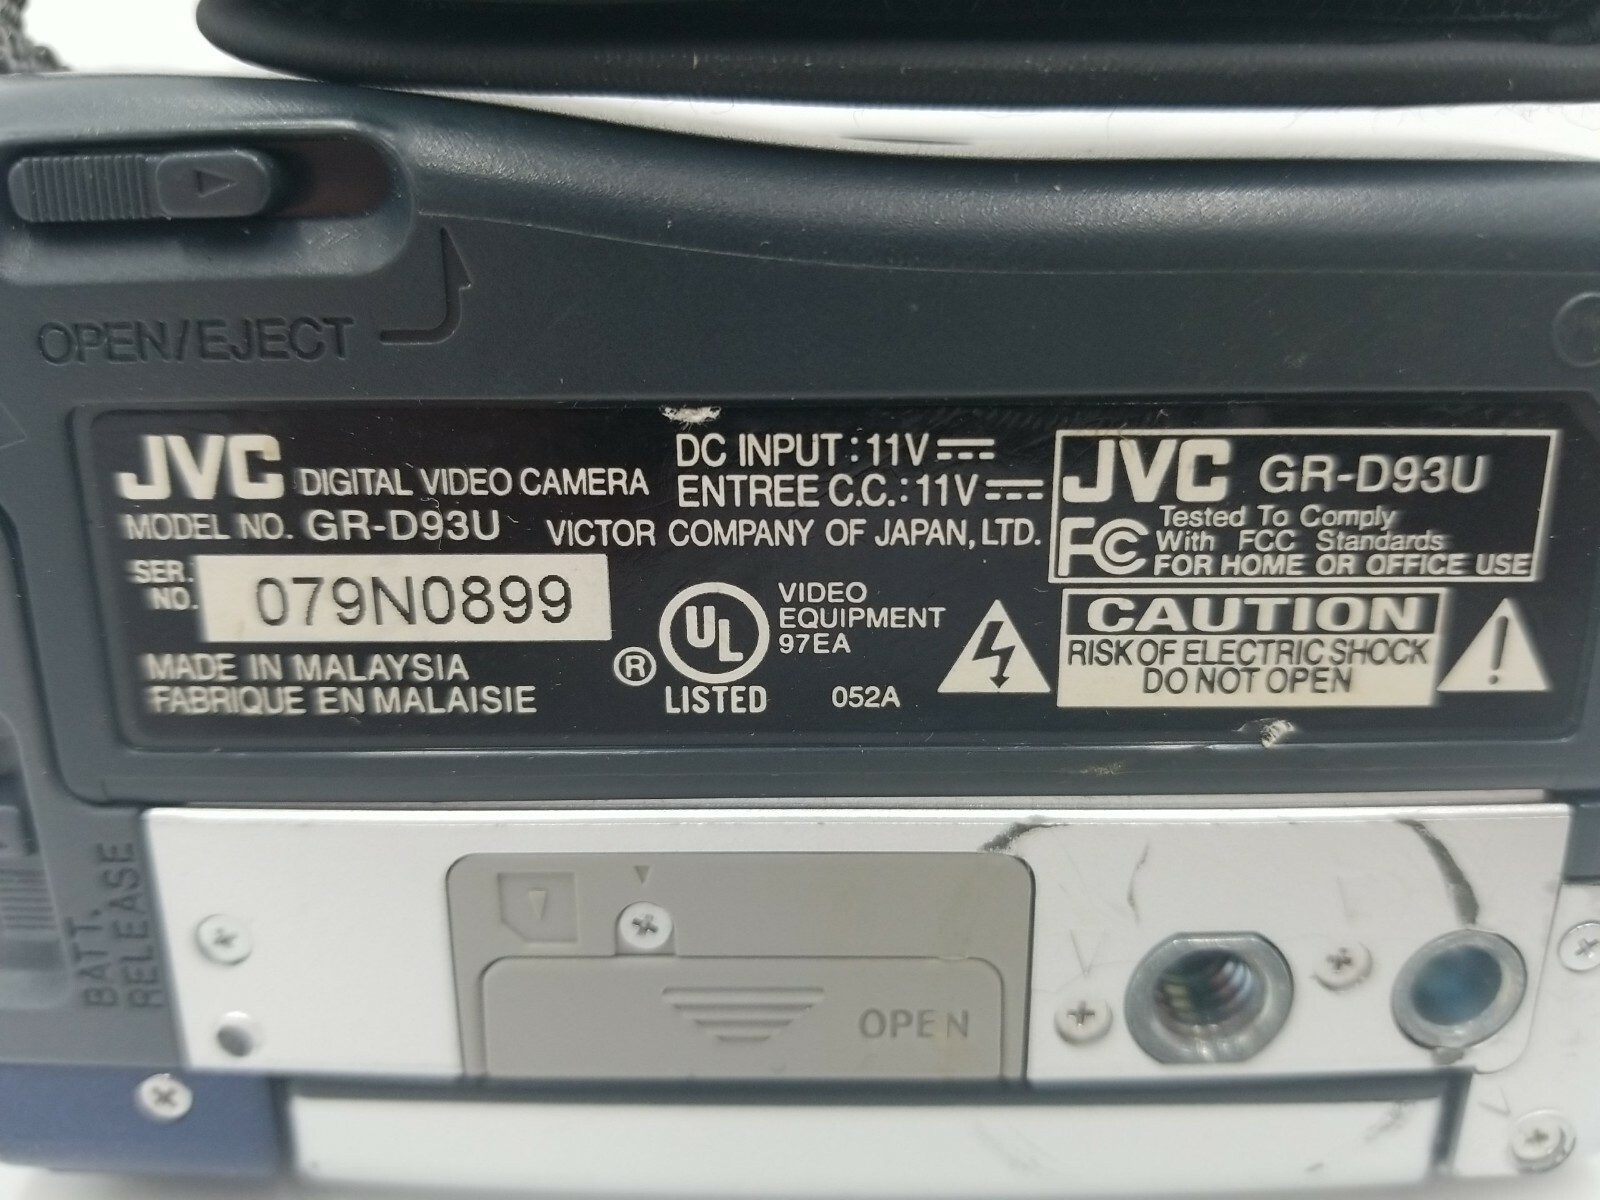 OPEN/EJECT
JVC DIGITAL VIDEO CAMERA
MODEL NO. GR-D93U
DC INPUT : 11V
ENTREE C.C. : 11V
VICTOR COMPANY OF JAPAN, LTD.
SER. NO. 079N0899
MADE IN MALAYSIA
FABRIQUE EN MALAISIE
® UL LISTED
VIDEO
EQUIPMENT
97EA
052A
JVC GR-D93U
FC Tested To Comply
With FCC Standards
FOR HOME OR OFFICE USE
CAUTION
RISK OF ELECTRIC SHOCK
DO NOT OPEN
BATT.
RELEASE
OPEN